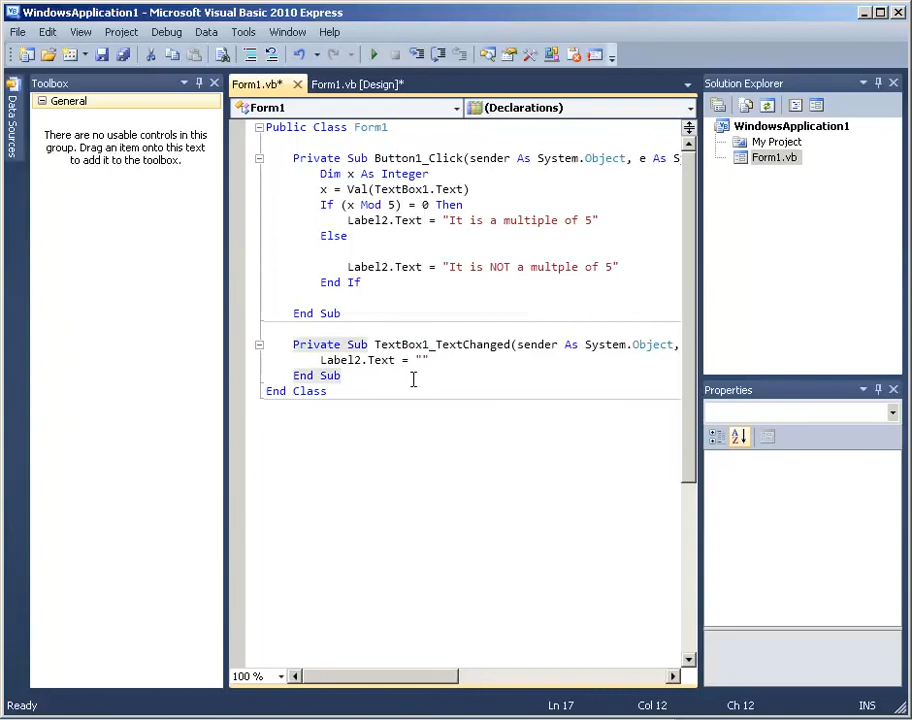 WindowsApplication1 - Microsoft Visual Basic 2010 Express
File Edit View Project Debug Data Tools Window Help
Data Sources
Toolbox
General
There are no usable controls in this
group. Drag an item onto this text
to add it to the toolbox.
Form1.vb* Form1.vb [Design]*
Form1 (Declarations)
Public Class Form1
Private Sub Button1_Click(sender As System.Object, e As S
Dim x As Integer
x = Val(TextBox1.Text)
If (x Mod 5) = 0 Then
Label2.Text = "It is a multiple of 5"
Else
Label2.Text = "It is NOT a multple of 5"
End If
End Sub
Private Sub TextBox1_TextChanged(sender As System.Object,
Label2.Text = ""
End Sub
End Class
100 %
Solution Explorer
WindowsApplication1
My Project
Form1.vb
Properties
Ready Ln 17 Col 12 Ch 12 INS